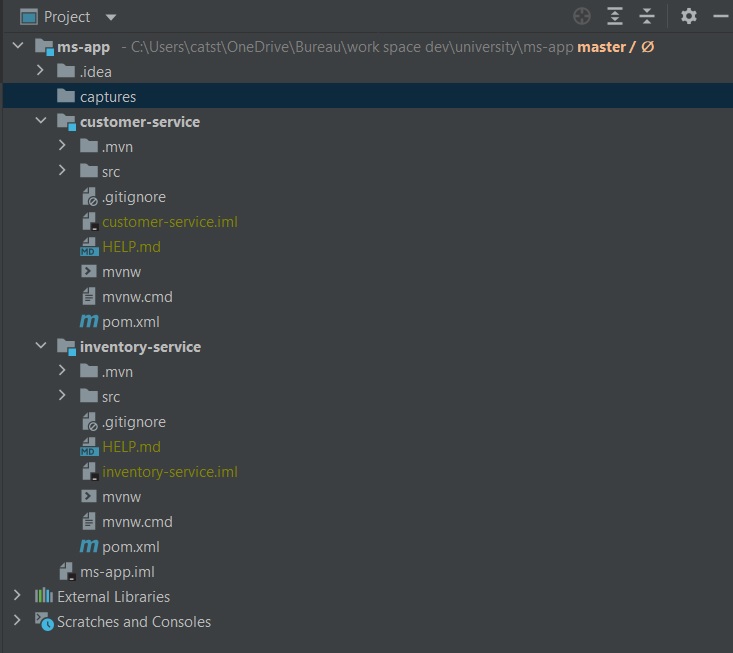 Project
ms-app - C:\Users\catst\OneDrive\Bureau\work space dev\university\ms-app master / Ø
.idea
captures
customer-service
.mvn
src
.gitignore
customer-service.iml
MD HELP.md
mvnw
mvnw.cmd
m pom.xml
inventory-service
.mvn
src
.gitignore
MD HELP.md
inventory-service.iml
mvnw
mvnw.cmd
m pom.xml
ms-app.iml
External Libraries
Scratches and Consoles